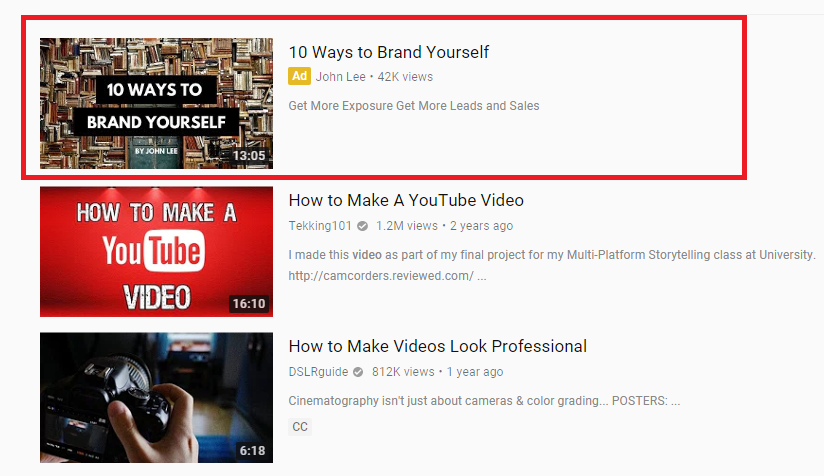 10 WAYS TO
BRAND YOURSELF
BY JOHN LEE
13:05
10 Ways to Brand Yourself
Ad John Lee • 42K views
Get More Exposure Get More Leads and Sales
HOW TO MAKE A
YouTube
VIDEO
16:10
How to Make A YouTube Video
Tekking101 1.2M views • 2 years ago
I made this video as part of my final project for my Multi-Platform Storytelling class at University.
http://camcorders.reviewed.com/ ...
6:18
How to Make Videos Look Professional
DSLRguide 812K views • 1 year ago
Cinematography isn't just about cameras & color grading... POSTERS: ...
CC